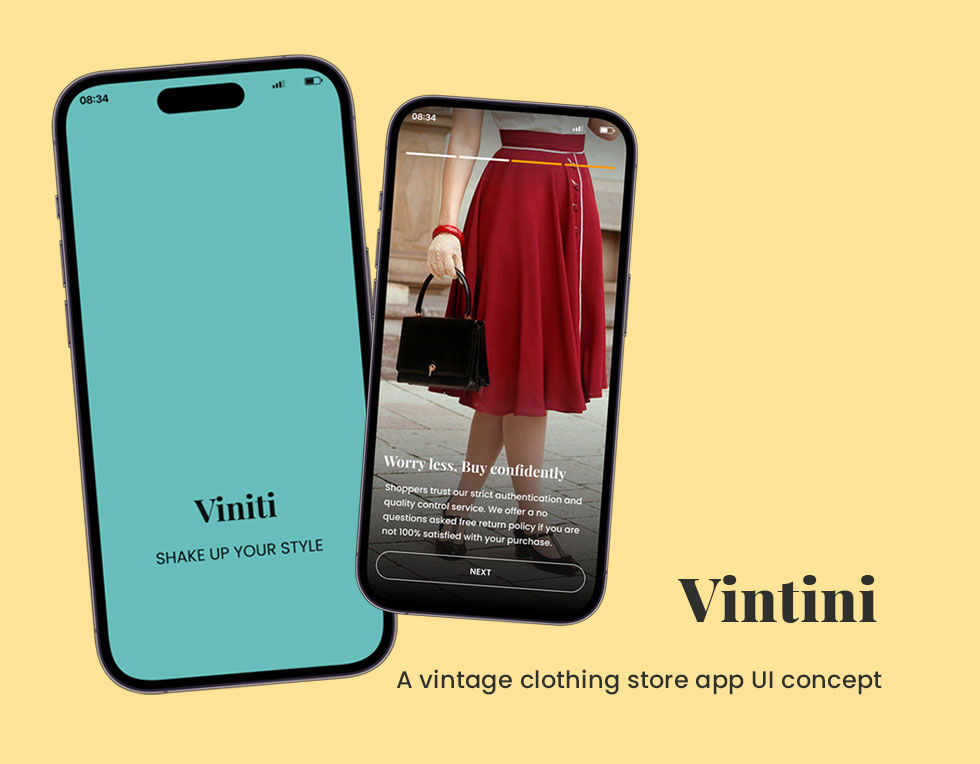 08:34
Viniti
SHAKE UP YOUR STYLE
08:34
Worry less, Buy confidently
Shoppers trust our strict authentication and
quality control service. We offer a no
questions asked free return policy if you are
not 100% satisfied with your purchase.
NEXT
Vintini
A vintage clothing store app UI concept